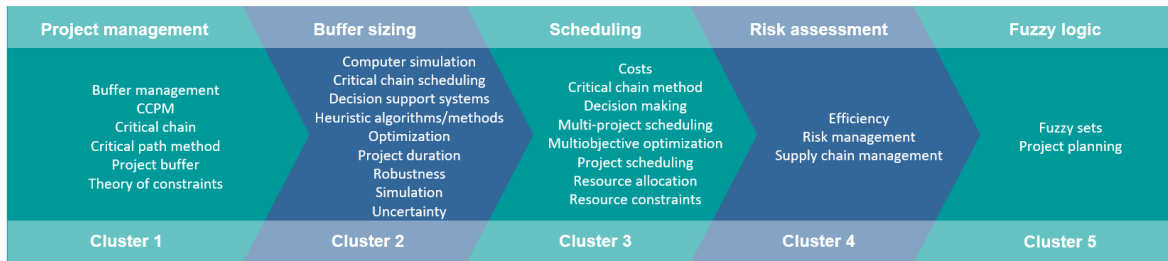 Project management
Buffer sizing
Scheduling
Risk assessment
Fuzzy logic
Buffer management
CCPM
Critical chain
Critical path method
Project buffer
Theory of constraints
Computer simulation
Critical chain scheduling
Decision support systems
Heuristic algorithms/methods
Optimization
Project duration
Robustness
Simulation
Uncertainty
Costs
Critical chain method
Decision making
Multi-project scheduling
Multiobjective optimization
Project scheduling
Resource allocation
Resource constraints
Efficiency
Risk management
Supply chain management
Fuzzy sets
Project planning
Cluster 1
Cluster 2
Cluster 3
Cluster 4
Cluster 5